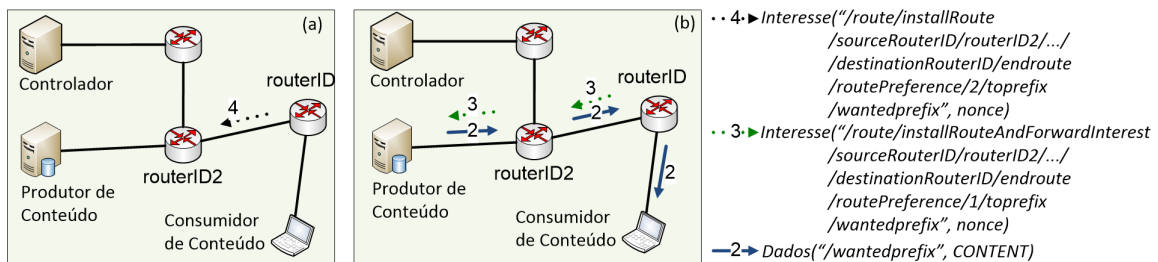 (a)
Controlador
routerID
4
Produtor de
Conteúdo
routerID2
Consumidor
de Conteúdo
(b)
Controlador
routerID
3
3
2
2
Produtor de
Conteúdo
routerID2
2
Consumidor
de Conteúdo
4 Interesse("/route/installRoute
/sourceRouterID/routerID2/.../
/destinationRouterID/endroute
/routePreference/2/toprefix
/wantedprefix", nonce)
3 Interesse("/route/installRouteAndForwardInterest
/sourceRouterID/routerID2/.../
/destinationRouterID/endroute
/routePreference/1/toprefix
/wantedprefix", nonce)
2 Dados("/wantedprefix", CONTENT)